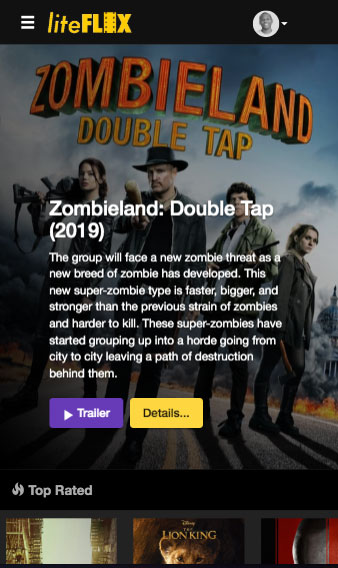 liteFLIX
ZOMBIELAND
DOUBLE TAP
Zombieland: Double Tap
(2019)
The group will face a new zombie threat as a
new breed of zombie has developed. This
new super-zombie type is faster, bigger, and
stronger than the previous strain of zombies
and harder to kill. These super-zombies have
started grouping up into a horde going from
city to city leaving a path of destruction
behind them.
Trailer
Details...
Top Rated
Disney
THE
LION KING